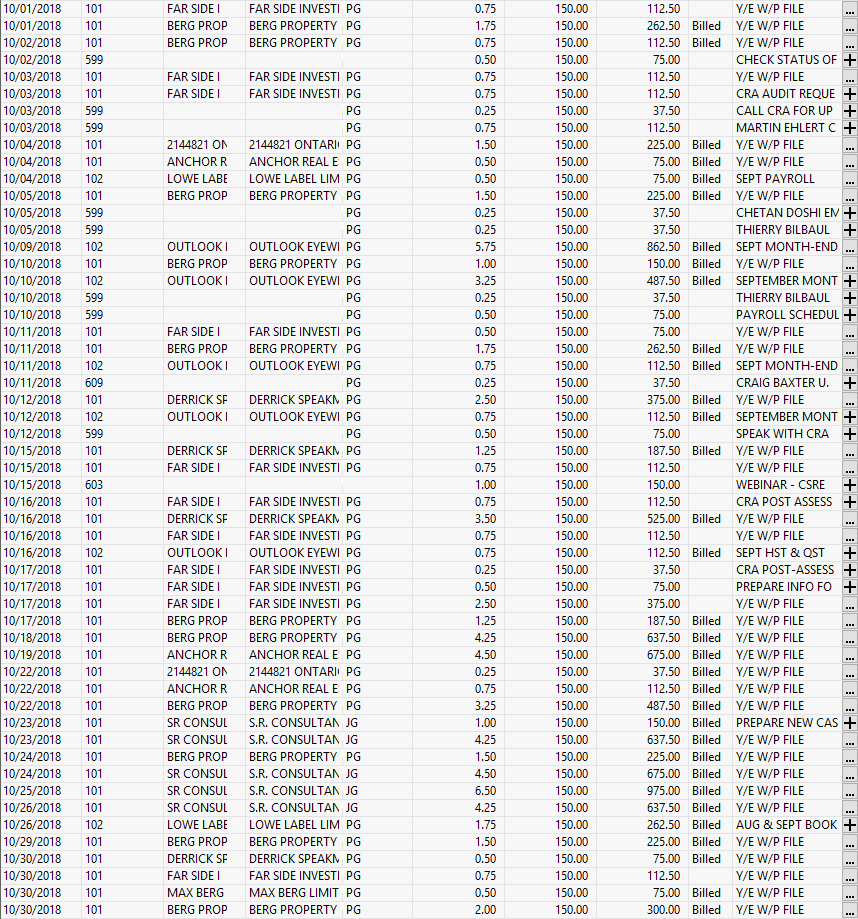 10/01/2018 101 FAR SIDE I FAR SIDE INVESTI PG 0.75 150.00 112.50 Y/E W/P FILE ...
10/01/2018 101 BERG PROP BERG PROPERTY PG 1.75 150.00 262.50 Billed Y/E W/P FILE ...
10/02/2018 101 BERG PROP BERG PROPERTY PG 0.75 150.00 112.50 Billed Y/E W/P FILE ...
10/02/2018 599 PG 0.50 150.00 75.00 CHECK STATUS OF +
10/03/2018 101 FAR SIDE I FAR SIDE INVESTI PG 0.75 150.00 112.50 Y/E W/P FILE ...
10/03/2018 101 FAR SIDE I FAR SIDE INVESTI PG 0.75 150.00 112.50 CRA AUDIT REQUE +
10/03/2018 599 PG 0.25 150.00 37.50 CALL CRA FOR UP +
10/03/2018 599 PG 0.75 150.00 112.50 MARTIN EHLERT C +
10/04/2018 101 2144821 ON 2144821 ONTARI PG 1.50 150.00 225.00 Billed Y/E W/P FILE ...
10/04/2018 101 ANCHOR R ANCHOR REAL E PG 0.50 150.00 75.00 Billed Y/E W/P FILE ...
10/04/2018 102 LOWE LABE LOWE LABEL LIM PG 0.50 150.00 75.00 Billed SEPT PAYROLL ...
10/05/2018 101 BERG PROP BERG PROPERTY PG 1.50 150.00 225.00 Billed Y/E W/P FILE ...
10/05/2018 599 PG 0.25 150.00 37.50 CHETAN DOSHI EM +
10/05/2018 599 PG 0.25 150.00 37.50 THIERRY BILBAUL +
10/09/2018 102 OUTLOOK I OUTLOOK EYEWI PG 5.75 150.00 862.50 Billed SEPT MONTH-END ...
10/10/2018 101 BERG PROP BERG PROPERTY PG 1.00 150.00 150.00 Billed Y/E W/P FILE ...
10/10/2018 102 OUTLOOK I OUTLOOK EYEWI PG 3.25 150.00 487.50 Billed SEPTEMBER MONT ...
10/10/2018 599 PG 0.25 150.00 37.50 THIERRY BILBAUL +
10/10/2018 599 PG 0.50 150.00 75.00 PAYROLL SCHEDUL +
10/11/2018 101 FAR SIDE I FAR SIDE INVESTI PG 0.50 150.00 75.00 Y/E W/P FILE ...
10/11/2018 101 BERG PROP BERG PROPERTY PG 1.75 150.00 262.50 Billed Y/E W/P FILE ...
10/11/2018 102 OUTLOOK I OUTLOOK EYEWI PG 0.75 150.00 112.50 Billed SEPT MONTH-END ...
10/11/2018 609 PG 0.25 150.00 37.50 CRAIG BAXTER U. +
10/12/2018 101 DERRICK SP DERRICK SPEAKM PG 2.50 150.00 375.00 Billed Y/E W/P FILE ...
10/12/2018 102 OUTLOOK I OUTLOOK EYEWI PG 0.75 150.00 112.50 Billed SEPTEMBER MONT ...
10/12/2018 599 PG 0.50 150.00 75.00 SPEAK WITH CRA +
10/15/2018 101 DERRICK SP DERRICK SPEAKM PG 1.25 150.00 187.50 Billed Y/E W/P FILE ...
10/15/2018 101 FAR SIDE I FAR SIDE INVESTI PG 0.75 150.00 112.50 Y/E W/P FILE ...
10/15/2018 603 PG 1.00 150.00 150.00 WEBINAR - CSRE +
10/16/2018 101 FAR SIDE I FAR SIDE INVESTI PG 0.75 150.00 112.50 CRA POST ASSESS +
10/16/2018 101 DERRICK SP DERRICK SPEAKM PG 3.50 150.00 525.00 Billed Y/E W/P FILE ...
10/16/2018 101 FAR SIDE I FAR SIDE INVESTI PG 0.75 150.00 112.50 Y/E W/P FILE ...
10/16/2018 102 OUTLOOK I OUTLOOK EYEWI PG 0.75 150.00 112.50 Billed SEPT HST & QST +
10/17/2018 101 FAR SIDE I FAR SIDE INVESTI PG 0.25 150.00 37.50 CRA POST-ASSESS +
10/17/2018 101 FAR SIDE I FAR SIDE INVESTI PG 0.50 150.00 75.00 PREPARE INFO FO +
10/17/2018 101 FAR SIDE I FAR SIDE INVESTI PG 2.50 150.00 375.00 Y/E W/P FILE ...
10/17/2018 101 BERG PROP BERG PROPERTY PG 1.25 150.00 187.50 Billed Y/E W/P FILE ...
10/18/2018 101 BERG PROP BERG PROPERTY PG 4.25 150.00 637.50 Billed Y/E W/P FILE ...
10/19/2018 101 ANCHOR R ANCHOR REAL E PG 4.50 150.00 675.00 Billed Y/E W/P FILE ...
10/22/2018 101 2144821 ON 2144821 ONTARI PG 0.25 150.00 37.50 Billed Y/E W/P FILE ...
10/22/2018 101 ANCHOR R ANCHOR REAL E PG 0.75 150.00 112.50 Billed Y/E W/P FILE ...
10/22/2018 101 BERG PROP BERG PROPERTY PG 3.25 150.00 487.50 Billed Y/E W/P FILE ...
10/23/2018 101 SR CONSUL S.R. CONSULTAN JG 1.00 150.00 150.00 Billed PREPARE NEW CAS +
10/23/2018 101 SR CONSUL S.R. CONSULTAN JG 4.25 150.00 637.50 Billed Y/E W/P FILE ...
10/24/2018 101 BERG PROP BERG PROPERTY PG 1.50 150.00 225.00 Billed Y/E W/P FILE ...
10/24/2018 101 SR CONSUL S.R. CONSULTAN JG 4.50 150.00 675.00 Billed Y/E W/P FILE ...
10/25/2018 101 SR CONSUL S.R. CONSULTAN JG 6.50 150.00 975.00 Billed Y/E W/P FILE ...
10/26/2018 101 SR CONSUL S.R. CONSULTAN JG 4.25 150.00 637.50 Billed Y/E W/P FILE ...
10/26/2018 102 LOWE LABE LOWE LABEL LIM PG 1.75 150.00 262.50 Billed AUG & SEPT BOOK +
10/29/2018 101 BERG PROP BERG PROPERTY PG 1.50 150.00 225.00 Billed Y/E W/P FILE ...
10/30/2018 101 DERRICK SP DERRICK SPEAKM PG 0.50 150.00 75.00 Billed Y/E W/P FILE ...
10/30/2018 101 FAR SIDE I FAR SIDE INVESTI PG 0.75 150.00 112.50 Y/E W/P FILE ...
10/30/2018 101 MAX BERG MAX BERG LIMIT PG 0.50 150.00 75.00 Billed Y/E W/P FILE ...
10/30/2018 101 BERG PROP BERG PROPERTY PG 2.00 150.00 300.00 Billed Y/E W/P FILE ...